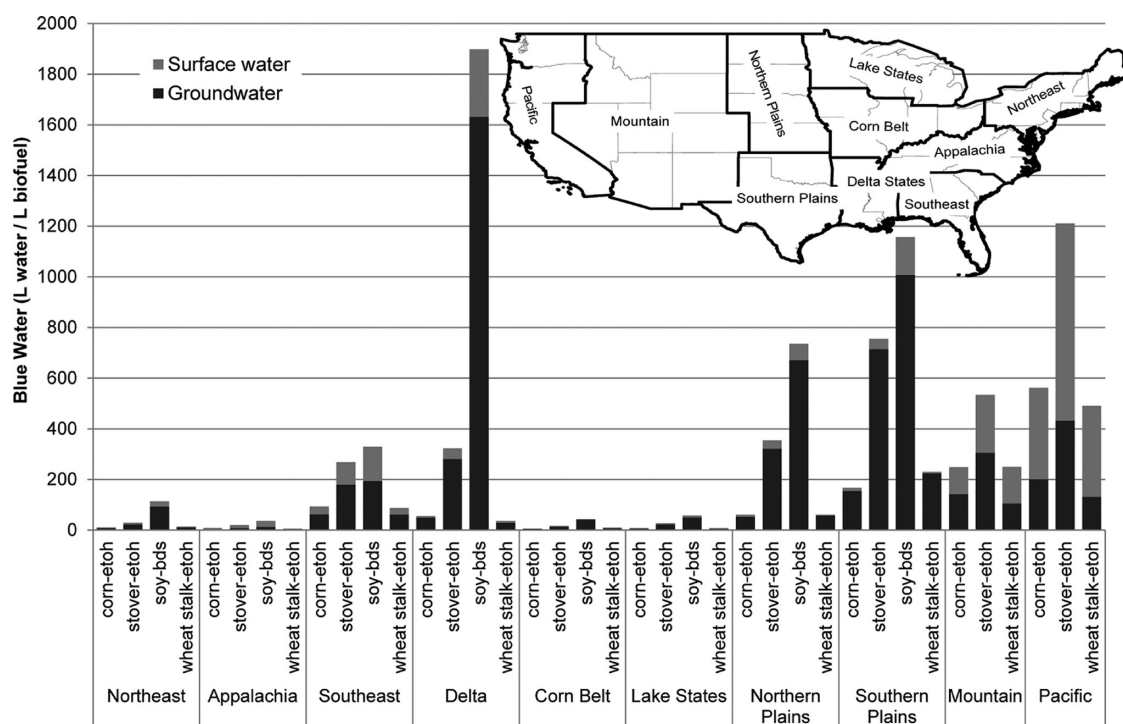 2000
1800
1600
1400
1200
1000
800
600
400
200
0
Blue Water (L water / L biofuel)
Surface water
Groundwater
Pacific
Mountain
Northern Plains
Lake States
Northeast
Corn Belt
Appalachia
Delta States
Southern Plains
Southeast
corn-etoh
stover-etoh
soy-bds
wheat stalk-etoh
corn-etoh
stover-etoh
soy-bds
wheat stalk-etoh
corn-etoh
stover-etoh
soy-bds
wheat stalk-etoh
corn-etoh
stover-etoh
soy-bds
wheat stalk-etoh
corn-etoh
stover-etoh
soy-bds
wheat stalk-etoh
corn-etoh
stover-etoh
soy-bds
wheat stalk-etoh
corn-etoh
stover-etoh
soy-bds
wheat stalk-etoh
corn-etoh
stover-etoh
soy-bds
wheat stalk-etoh
corn-etoh
stover-etoh
wheat stalk-etoh
corn-etoh
stover-etoh
wheat stalk-etoh
Northeast
Appalachia
Southeast
Delta
Corn Belt
Lake States
Northern
Plains
Southern
Plains
Mountain
Pacific